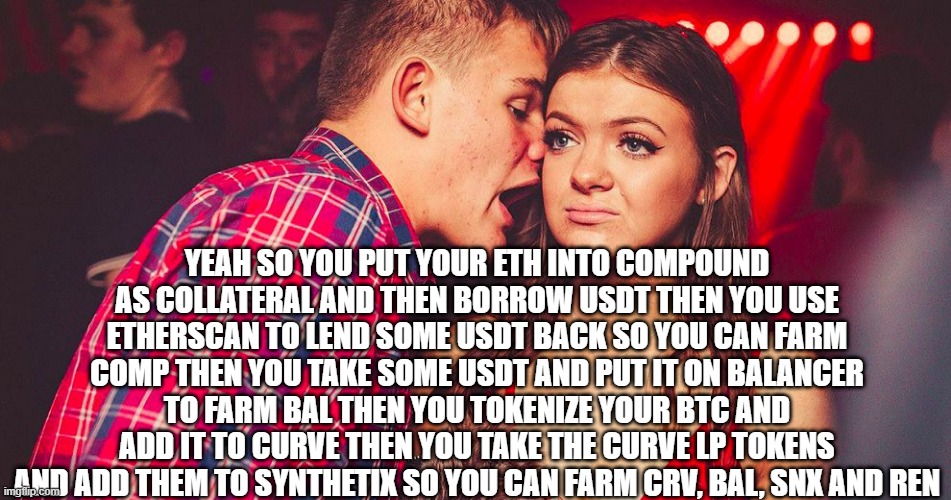 YEAH SO YOU PUT YOUR ETH INTO COMPOUND
AS COLLATERAL AND THEN BORROW USDT THEN YOU USE
ETHERSCAN TO LEND SOME USDT BACK SO YOU CAN FARM
COMP THEN YOU TAKE SOME USDT AND PUT IT ON BALANCER
TO FARM BAL THEN YOU TOKENIZE YOUR BTC AND
ADD IT TO CURVE THEN YOU TAKE THE CURVE LP TOKENS
AND ADD THEM TO SYNTHETIX SO YOU CAN FARM CRV, BAL, SNX AND REN
imgflip.com